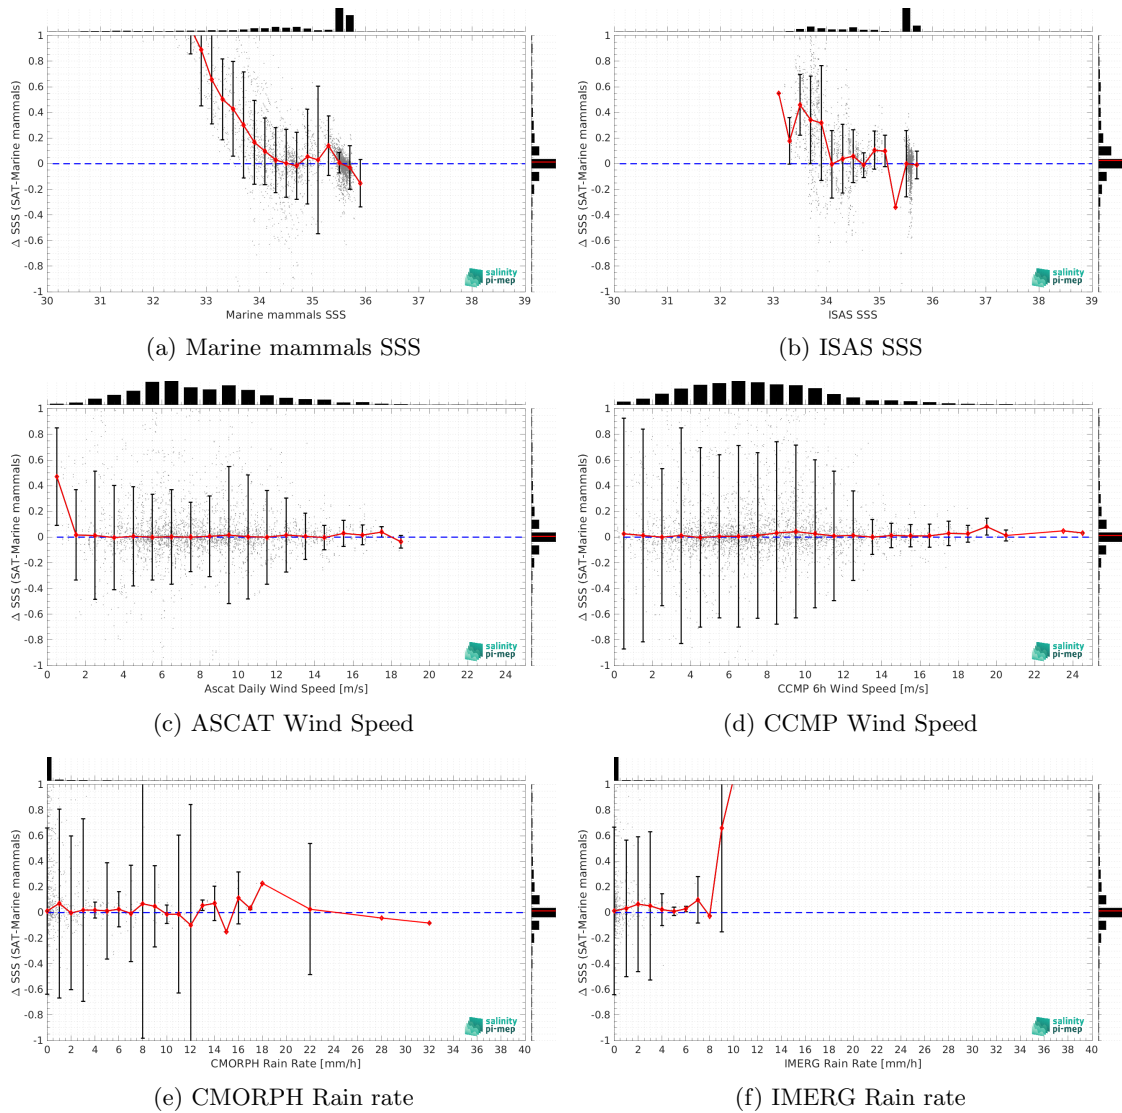 1
0.8
0.6
0.4
0.2
0
-0.2
-0.4
-0.6
-0.8
-1
Δ SSS (SAT-Marine mammals)
salinity
pi-mep
30 31 32 33 34 35 36 37 38 39
Marine mammals SSS
(a) Marine mammals SSS
1
0.8
0.6
0.4
0.2
0
-0.2
-0.4
-0.6
-0.8
-1
Δ SSS (SAT-Marine mammals)
salinity
pi-mep
30 31 32 33 34 35 36 37 38 39
ISAS SSS
(b) ISAS SSS
1
0.8
0.6
0.4
0.2
0
-0.2
-0.4
-0.6
-0.8
-1
Δ SSS (SAT-Marine mammals)
salinity
pi-mep
0 2 4 6 8 10 12 14 16 18 20 22 24
Ascat Daily Wind Speed [m/s]
(c) ASCAT Wind Speed
1
0.8
0.6
0.4
0.2
0
-0.2
-0.4
-0.6
-0.8
-1
Δ SSS (SAT-Marine mammals)
salinity
pi-mep
0 2 4 6 8 10 12 14 16 18 20 22 24
CCMP 6h Wind Speed [m/s]
(d) CCMP Wind Speed
1
0.8
0.6
0.4
0.2
0
-0.2
-0.4
-0.6
-0.8
-1
Δ SSS (SAT-Marine mammals)
salinity
pi-mep
0 2 4 6 8 10 12 14 16 18 20 22 24 26 28 30 32 34 36 38 40
CMORPH Rain Rate [mm/h]
(e) CMORPH Rain rate
1
0.8
0.6
0.4
0.2
0
-0.2
-0.4
-0.6
-0.8
-1
Δ SSS (SAT-Marine mammals)
salinity
pi-mep
0 2 4 6 8 10 12 14 16 18 20 22 24 26 28 30 32 34 36 38 40
IMERG Rain Rate [mm/h]
(f) IMERG Rain rate